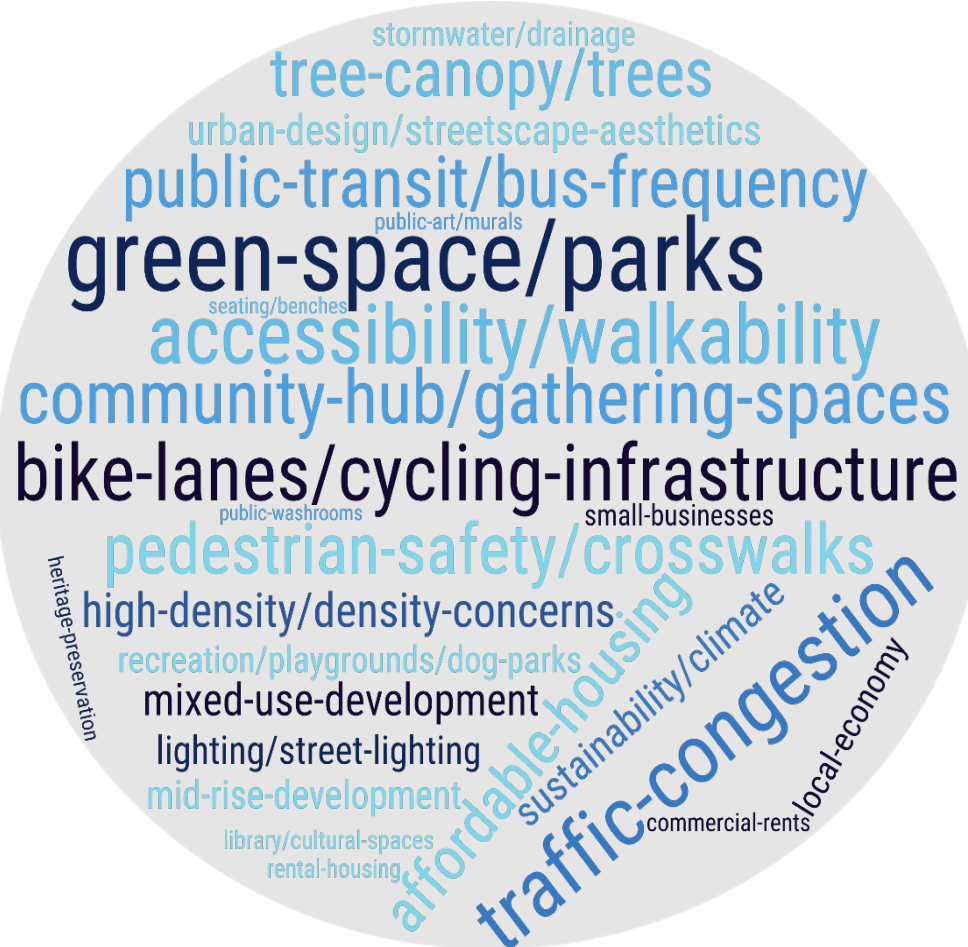 stormwater/drainage
tree-canopy/trees
urban-design/streetscape-aesthetics
public-transit/bus-frequency
public-art/murals
green-space/parks
seating/benches
accessibility/walkability
community-hub/gathering-spaces
bike-lanes/cycling-infrastructure
public-washrooms
small-businesses
pedestrian-safety/crosswalks
heritage-preservation
high-density/density-concerns
recreation/playgrounds/dog-parks
mixed-use-development
lighting/street-lighting
mid-rise-development
library/cultural-spaces
rental-housing
affordable-housing
sustainability/climate
traffic-congestion
commercial-rents
local-economy